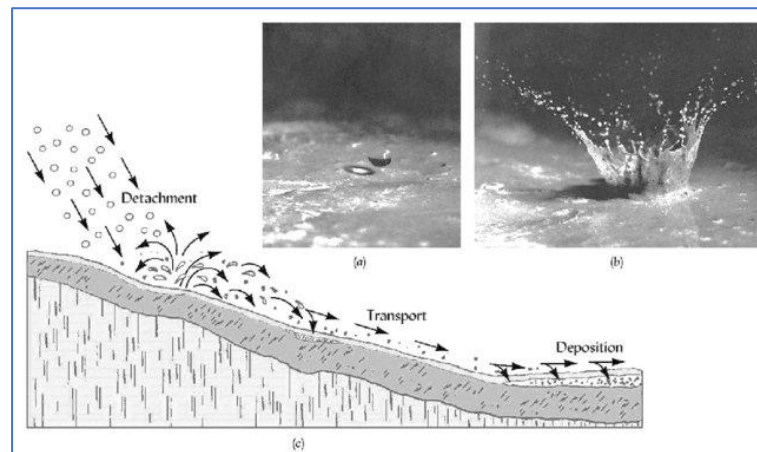 Detachment
(a)
(b)
Transport
Deposition
(c)